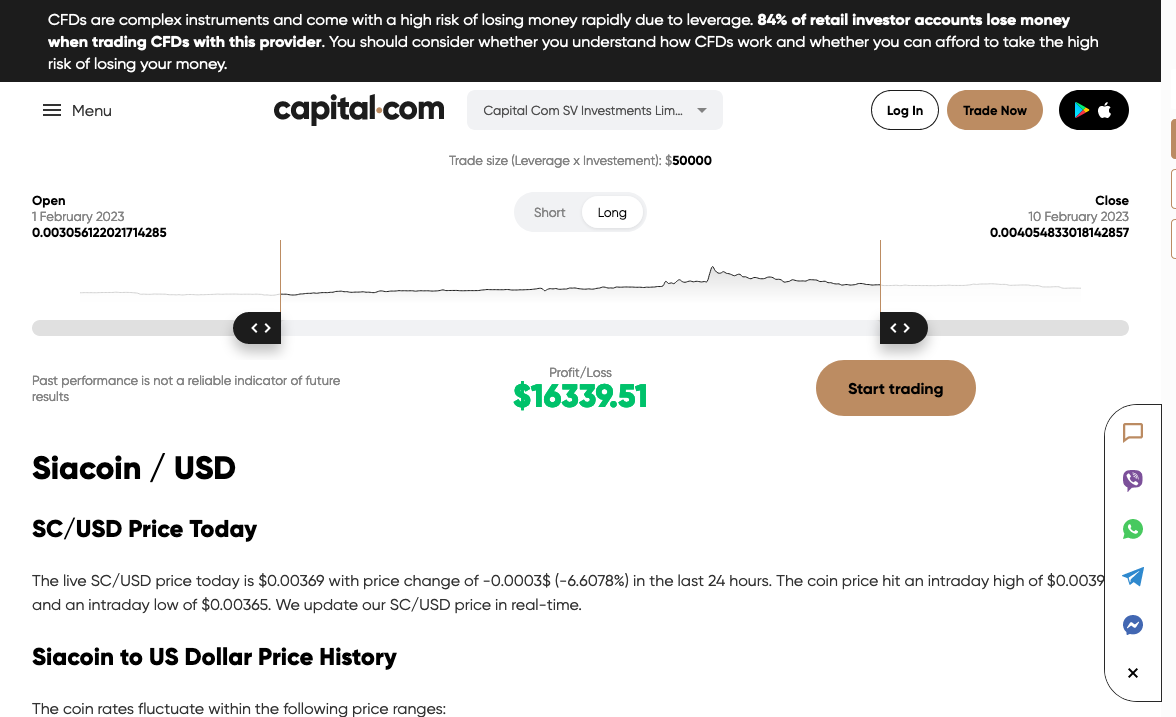 CFDs are complex instruments and come with a high risk of losing money rapidly due to leverage. 84% of retail investor accounts lose money
when trading CFDs with this provider. You should consider whether you understand how CFDs work and whether you can afford to take the high
risk of losing your money.
Menu
capital.com
Capital Com SV Investments Lim...
Log In
Trade Now
Trade size (Leverage x Investement): $50000
Open
1 February 2023
0.003056122021714285
Short
Long
Close
10 February 2023
0.004054833018142857
Past performance is not a reliable indicator of future
results
Profit/Loss
$16339.51
Start trading
Siacoin / USD
SC/USD Price Today
The live SC/USD price today is $0.00369 with price change of -0.0003$ (-6.6078%) in the last 24 hours. The coin price hit an intraday high of $0.0039
and an intraday low of $0.00365. We update our SC/USD price in real-time.
Siacoin to US Dollar Price History
The coin rates fluctuate within the following price ranges: